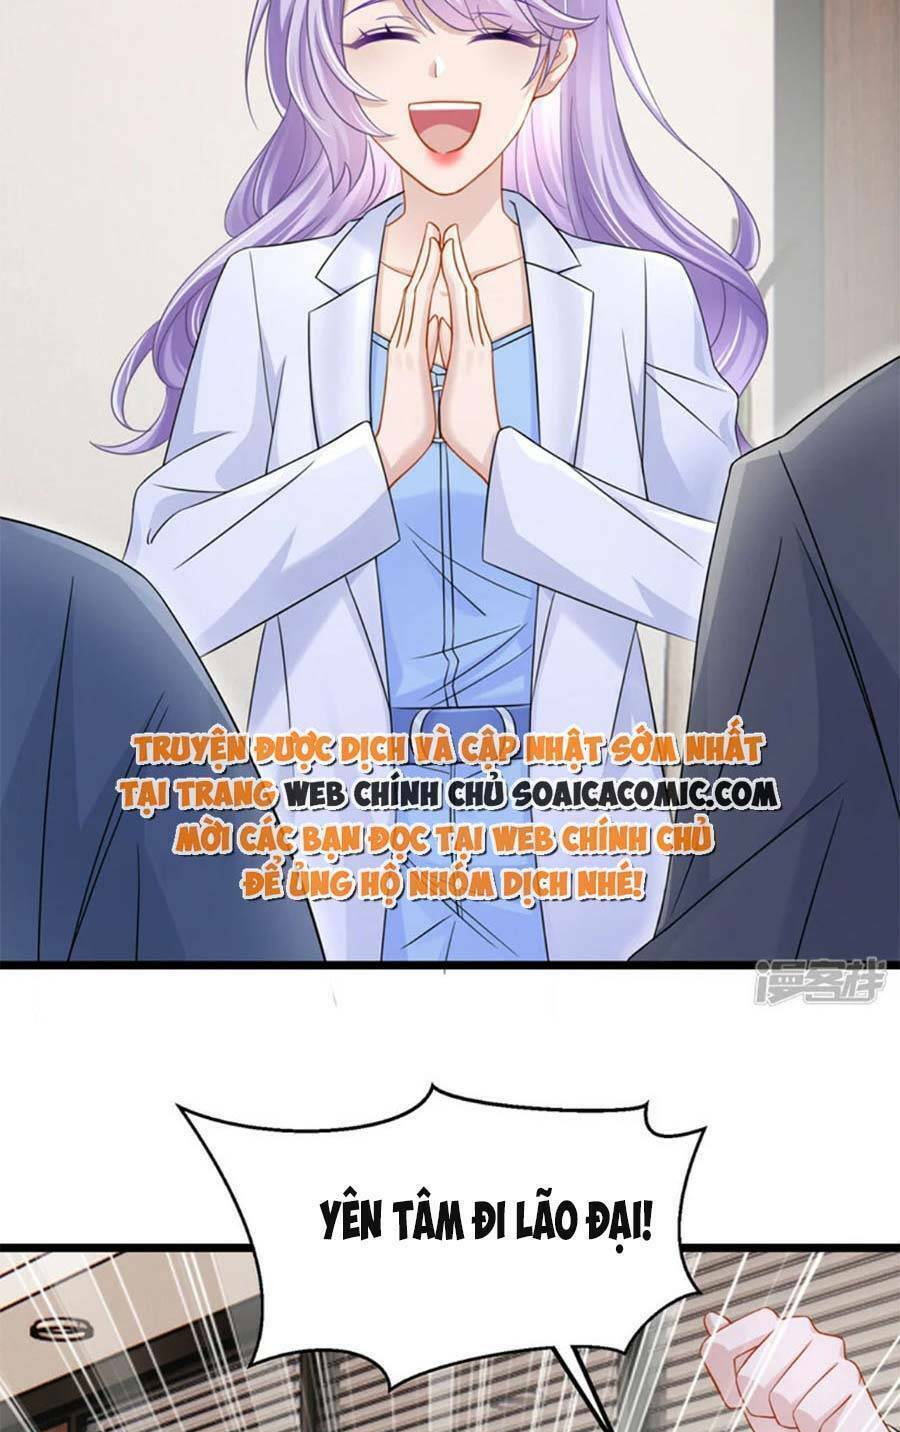 TRUYỆN ĐƯỢC DỊCH VÀ CẬP NHẬT SỚM NHẤT
TẠI TRANG WEB CHÍNH CHỦ SOAICACOMIC.COM
MỜI CÁC BẠN ĐỌC TẠI WEB CHÍNH CHỦ
ĐỂ ỦNG HỘ NHÓM DỊCH NHÉ!
漫客栈
YÊN TÂM ĐI LÃO ĐẠI!